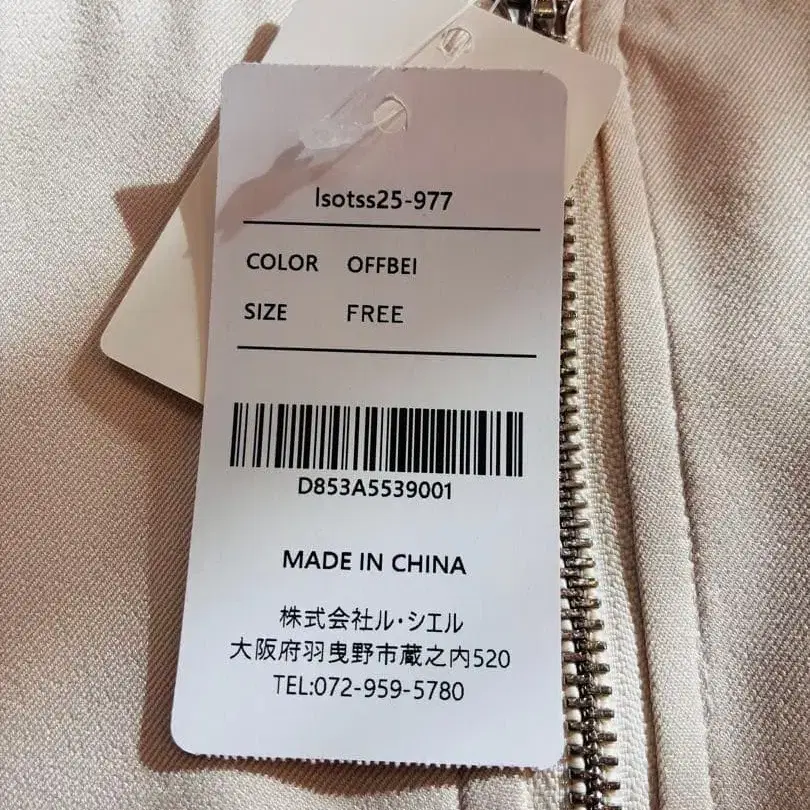 lsotss25-977
COLOR OFFBEI
SIZE FREE
D853A5539001
MADE IN CHINA
株式会社ル・シエル
大阪府羽曳野市蔵之内520
TEL:072-959-5780